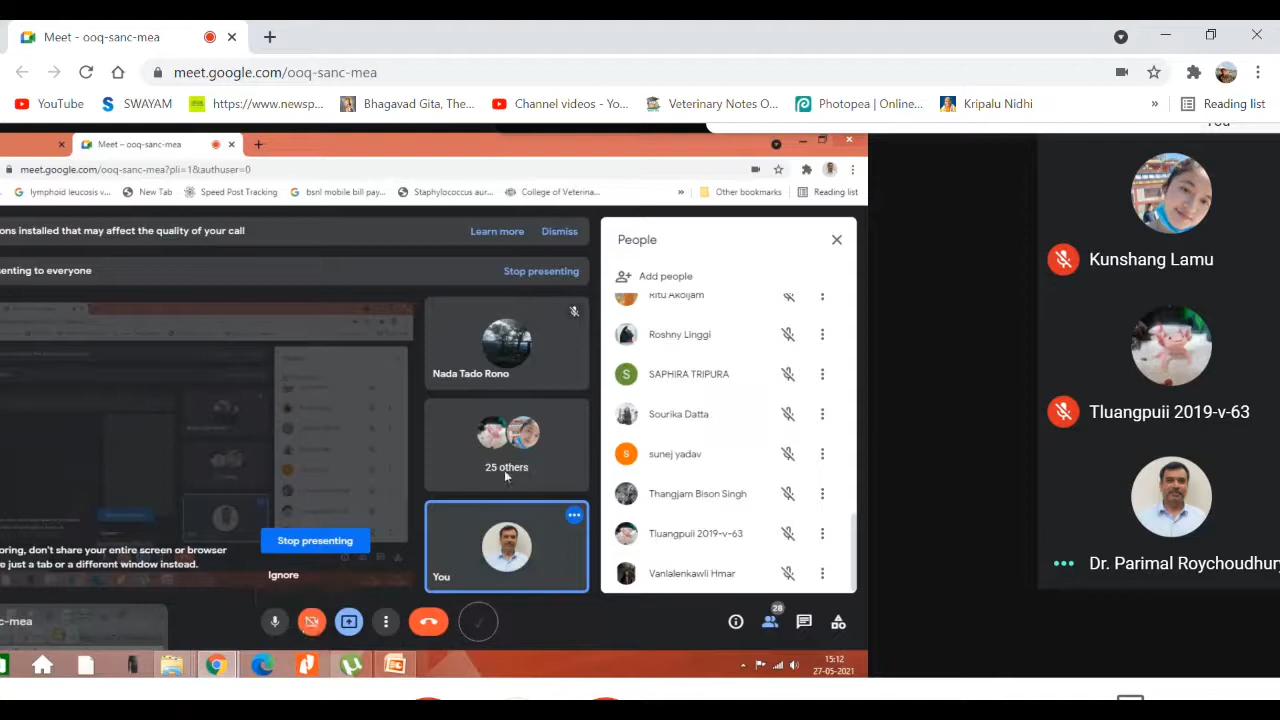 Meet - ooq-sanc-mea
meet.google.com/ooq-sanc-mea
YouTube
SWAYAM
https://www.newsp...
Bhagavad Gita, The...
Channel videos - Yo...
Veterinary Notes O...
Photopea | Online...
Kripalu Nidhi
»
Reading list
You
Meet - ooq-sanc-mea
meet.google.com/ooq-sanc-mea?pli=1&authuser=0
lymphoid leucosis v...
New Tab
Speed Post Tracking
bsnl mobile bill pay...
Staphylococcus aur...
College of Veterina...
»
Other bookmarks
Reading list
ons installed that may affect the quality of your call
Learn more
Dismiss
enting to everyone
Stop presenting
Nada Tado Rono
25 others
You
oring, don't share your entire screen or browser
e just a tab or a different window instead.
Stop presenting
Ignore
-mea
People
Add people
Ritu Akoijam
Roshny Linggi
S SAPHIRA TRIPURA
Sourika Datta
s sunej yadav
Thangjam Bison Singh
Tluangpuii 2019-v-63
Vanlalenkawli Hmar
28
15:12
27-05-2021
Kunshang Lamu
Tluangpuii 2019-v-63
Dr. Parimal Roychoudhury